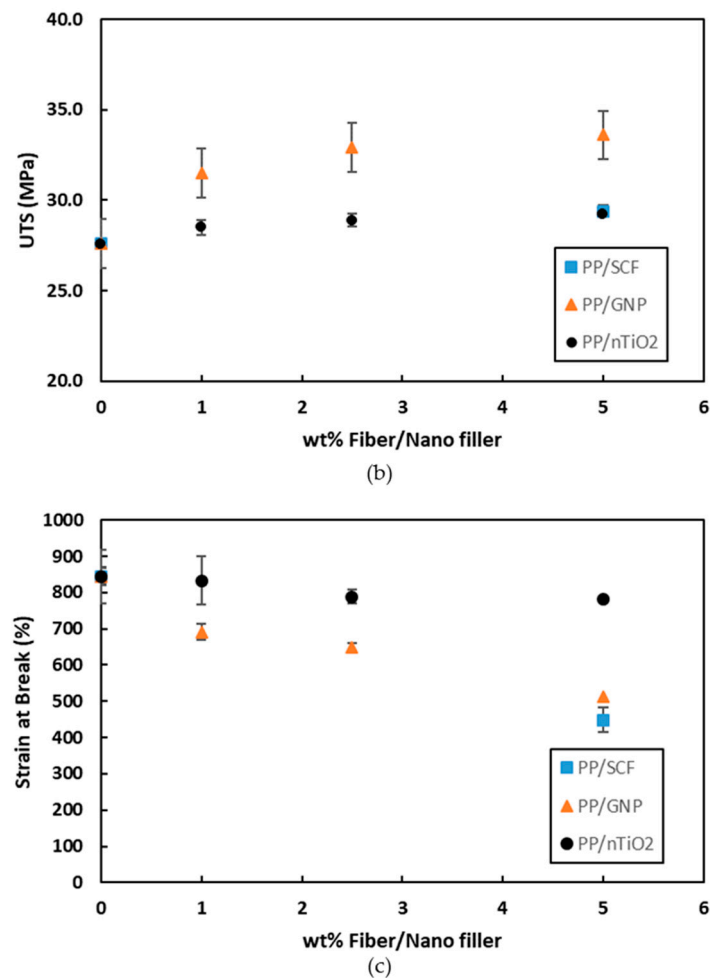 40.0
35.0
30.0
25.0
20.0
UTS (MPa)
PP/SCF
PP/GNP
PP/nTiO2
0 1 2 3 4 5 6
wt% Fiber/Nano filler
(b)
1000
900
800
700
600
500
400
300
200
100
0
Strain at Break (%)
PP/SCF
PP/GNP
PP/nTiO2
0 1 2 3 4 5 6
wt% Fiber/Nano filler
(c)